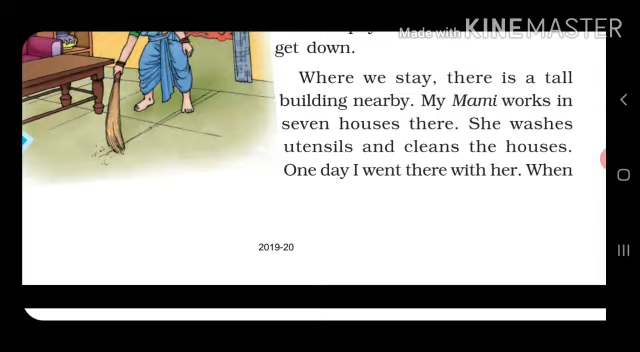 Made with KINEMASTER
get down.
Where we stay, there is a tall
building nearby. My Mami works in
seven houses there. She washes
utensils and cleans the houses.
One day I went there with her. When
2019-20